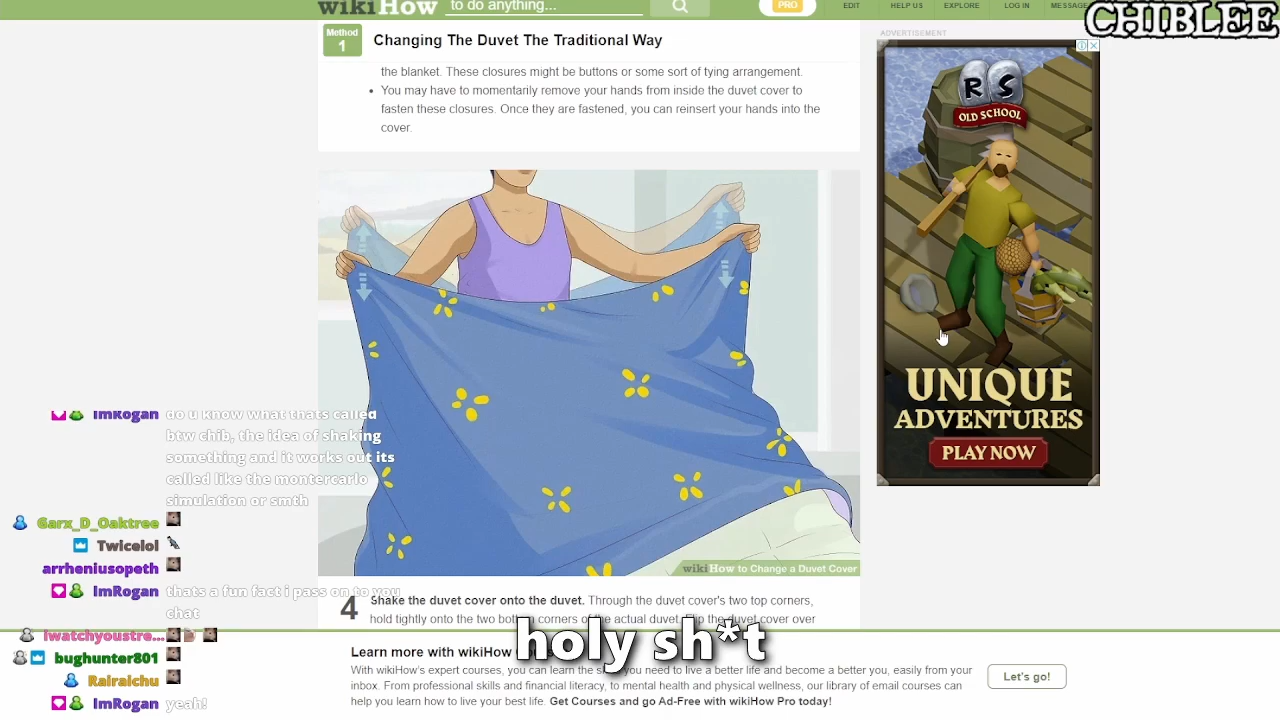 wikiHow to do anything... PRO EDIT HELP US EXPLORE LOG IN MESSAGE
CHIBLEE
Method
1
Changing The Duvet The Traditional Way
the blanket. These closures might be buttons or some sort of tying arrangement.
You may have to momentarily remove your hands from inside the duvet cover to
fasten these closures. Once they are fastened, you can reinsert your hands into the
cover.
ADVERTISEMENT
RS
OLD SCHOOL
UNIQUE
ADVENTURES
PLAY NOW
wikiHow to Change a Duvet Cover
4 Shake the duvet cover onto the duvet. Through the duvet cover's two top corners,
hold tightly onto the two bottom corners of the actual duvet. Flip the duvet cover over
holy sh*t
Learn more with wikiHow
With wikiHow's expert courses, you can learn the skills you need to live a better life and become a better you, easily from your
inbox. From professional skills and financial literacy, to mental health and physical wellness, our library of email courses can
help you learn how to live your best life. Get Courses and go Ad-Free with wikiHow Pro today!
Let's go!
ImRogan do u know what thats called
btw chib, the idea of shaking
something and it works out its
called like the montercarlo
simulation or smth
Garx_D_Oaktree
Twicelol
arrheniusopeth
ImRogan thats a fun fact i pass on to you
chat
Iwatchyoustre...
bughunter801
Rairaichu
ImRogan yeah!